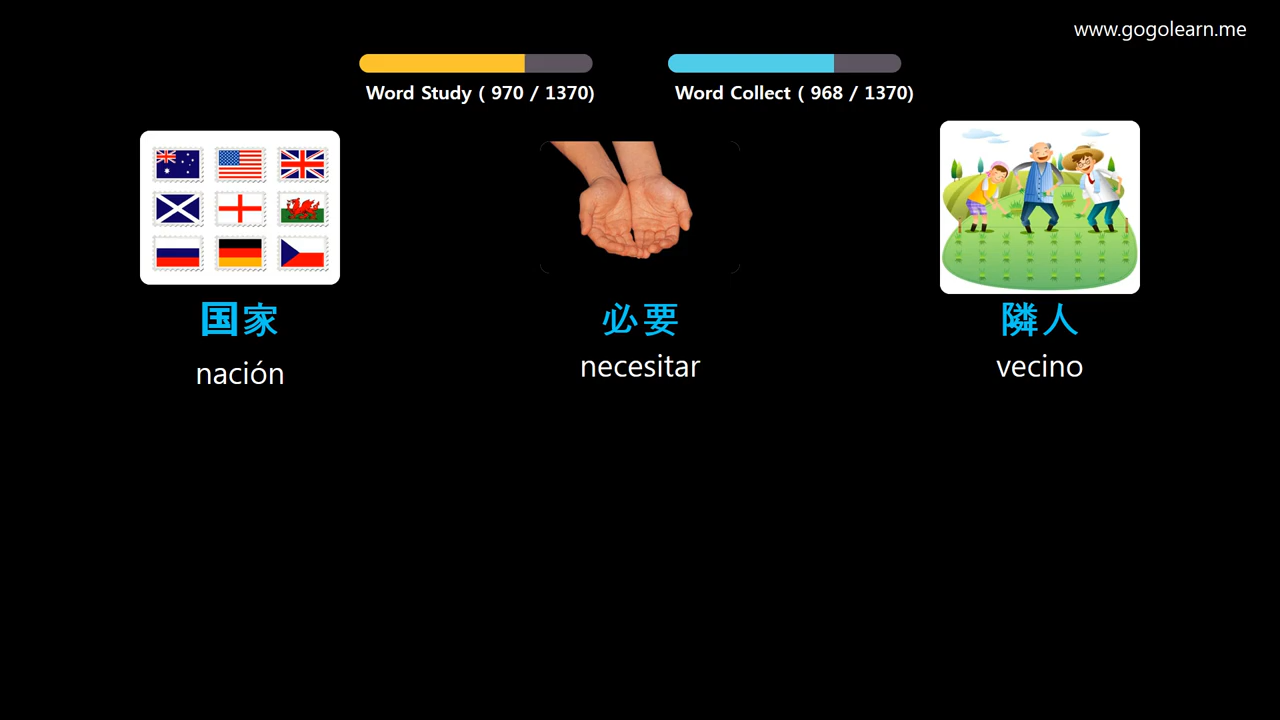 www.gogolearn.me
Word Study ( 970 / 1370)
Word Collect ( 968 / 1370)
国家
必要
隣人
nación
necesitar
vecino